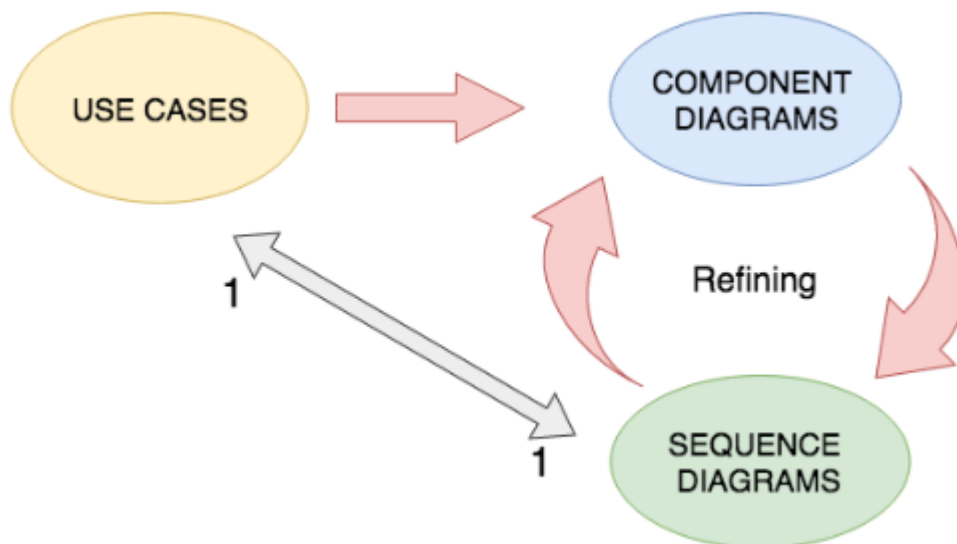 USE CASES
COMPONENT
DIAGRAMS
Refining
1
1
SEQUENCE
DIAGRAMS